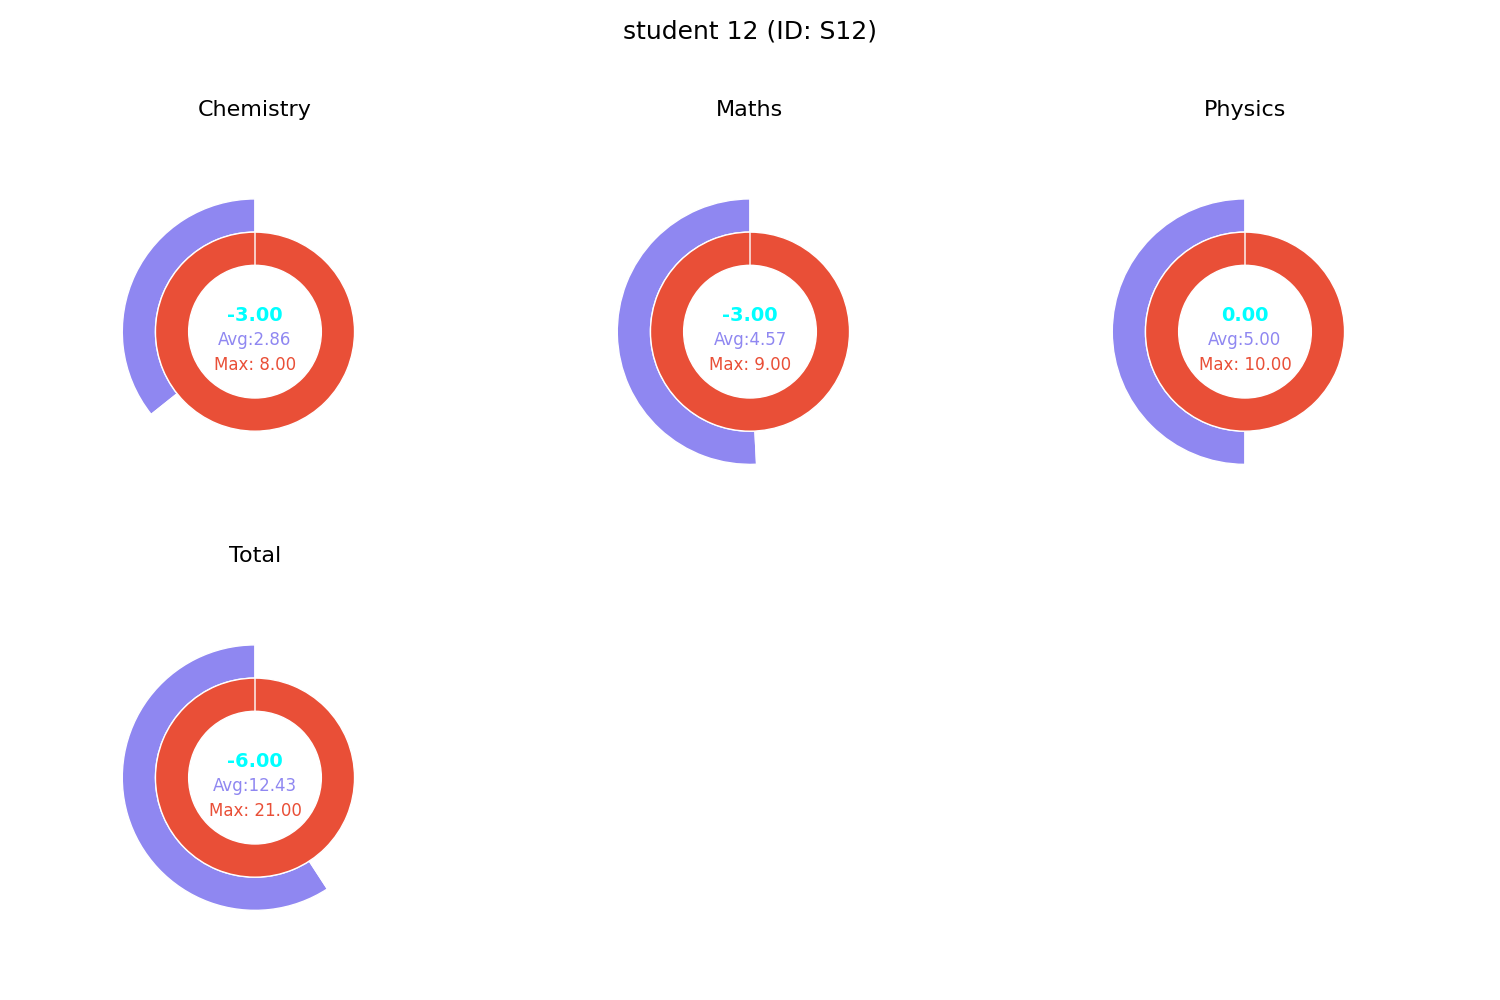 student 12 (ID: S12)
Chemistry
-3.00
Avg:2.86
Max: 8.00
Maths
-3.00
Avg:4.57
Max: 9.00
Physics
0.00
Avg:5.00
Max: 10.00
Total
-6.00
Avg:12.43
Max: 21.00